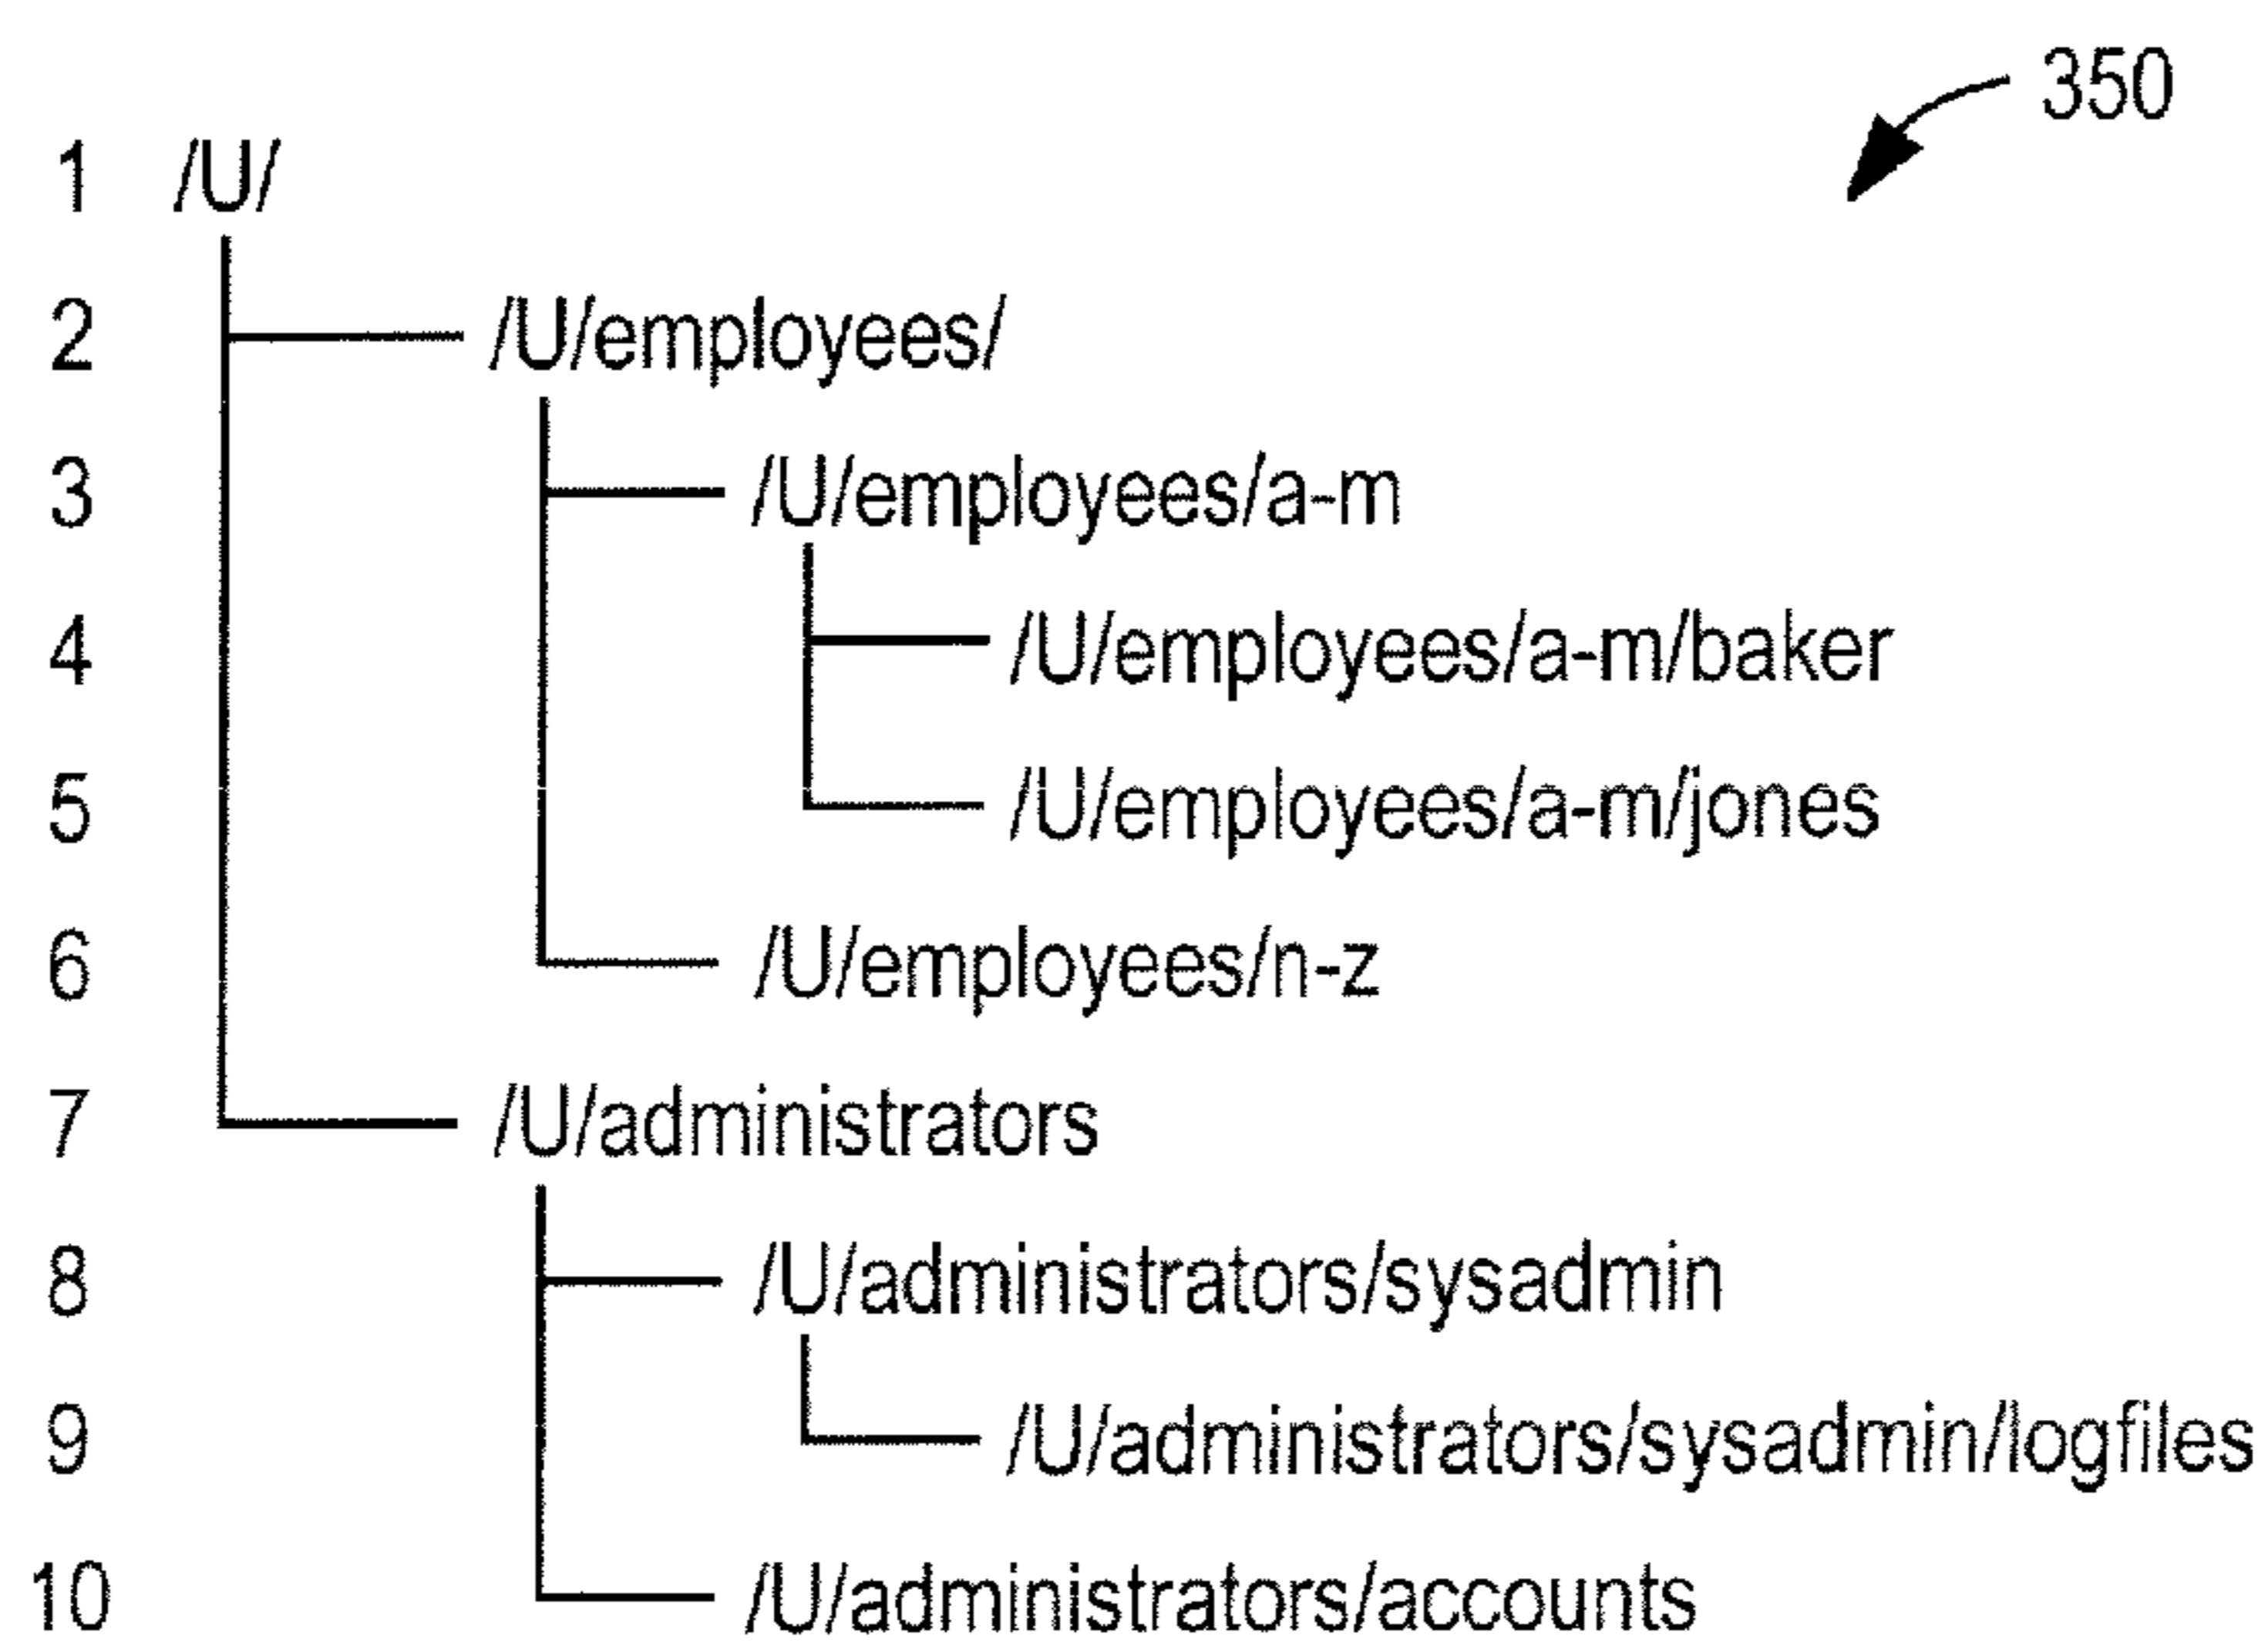 350
1 /U/
2 /U/employees/
3 /U/employees/a-m
4 /U/employees/a-m/baker
5 /U/employees/a-m/jones
6 /U/employees/n-z
7 /U/administrators
8 /U/administrators/sysadmin
9 /U/administrators/sysadmin/logfiles
10 /U/administrators/accounts